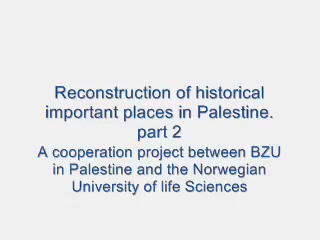 Reconstruction of historical
important places in Palestine.
part 2
A cooperation project between BZU
in Palestine and the Norwegian
University of life Sciences